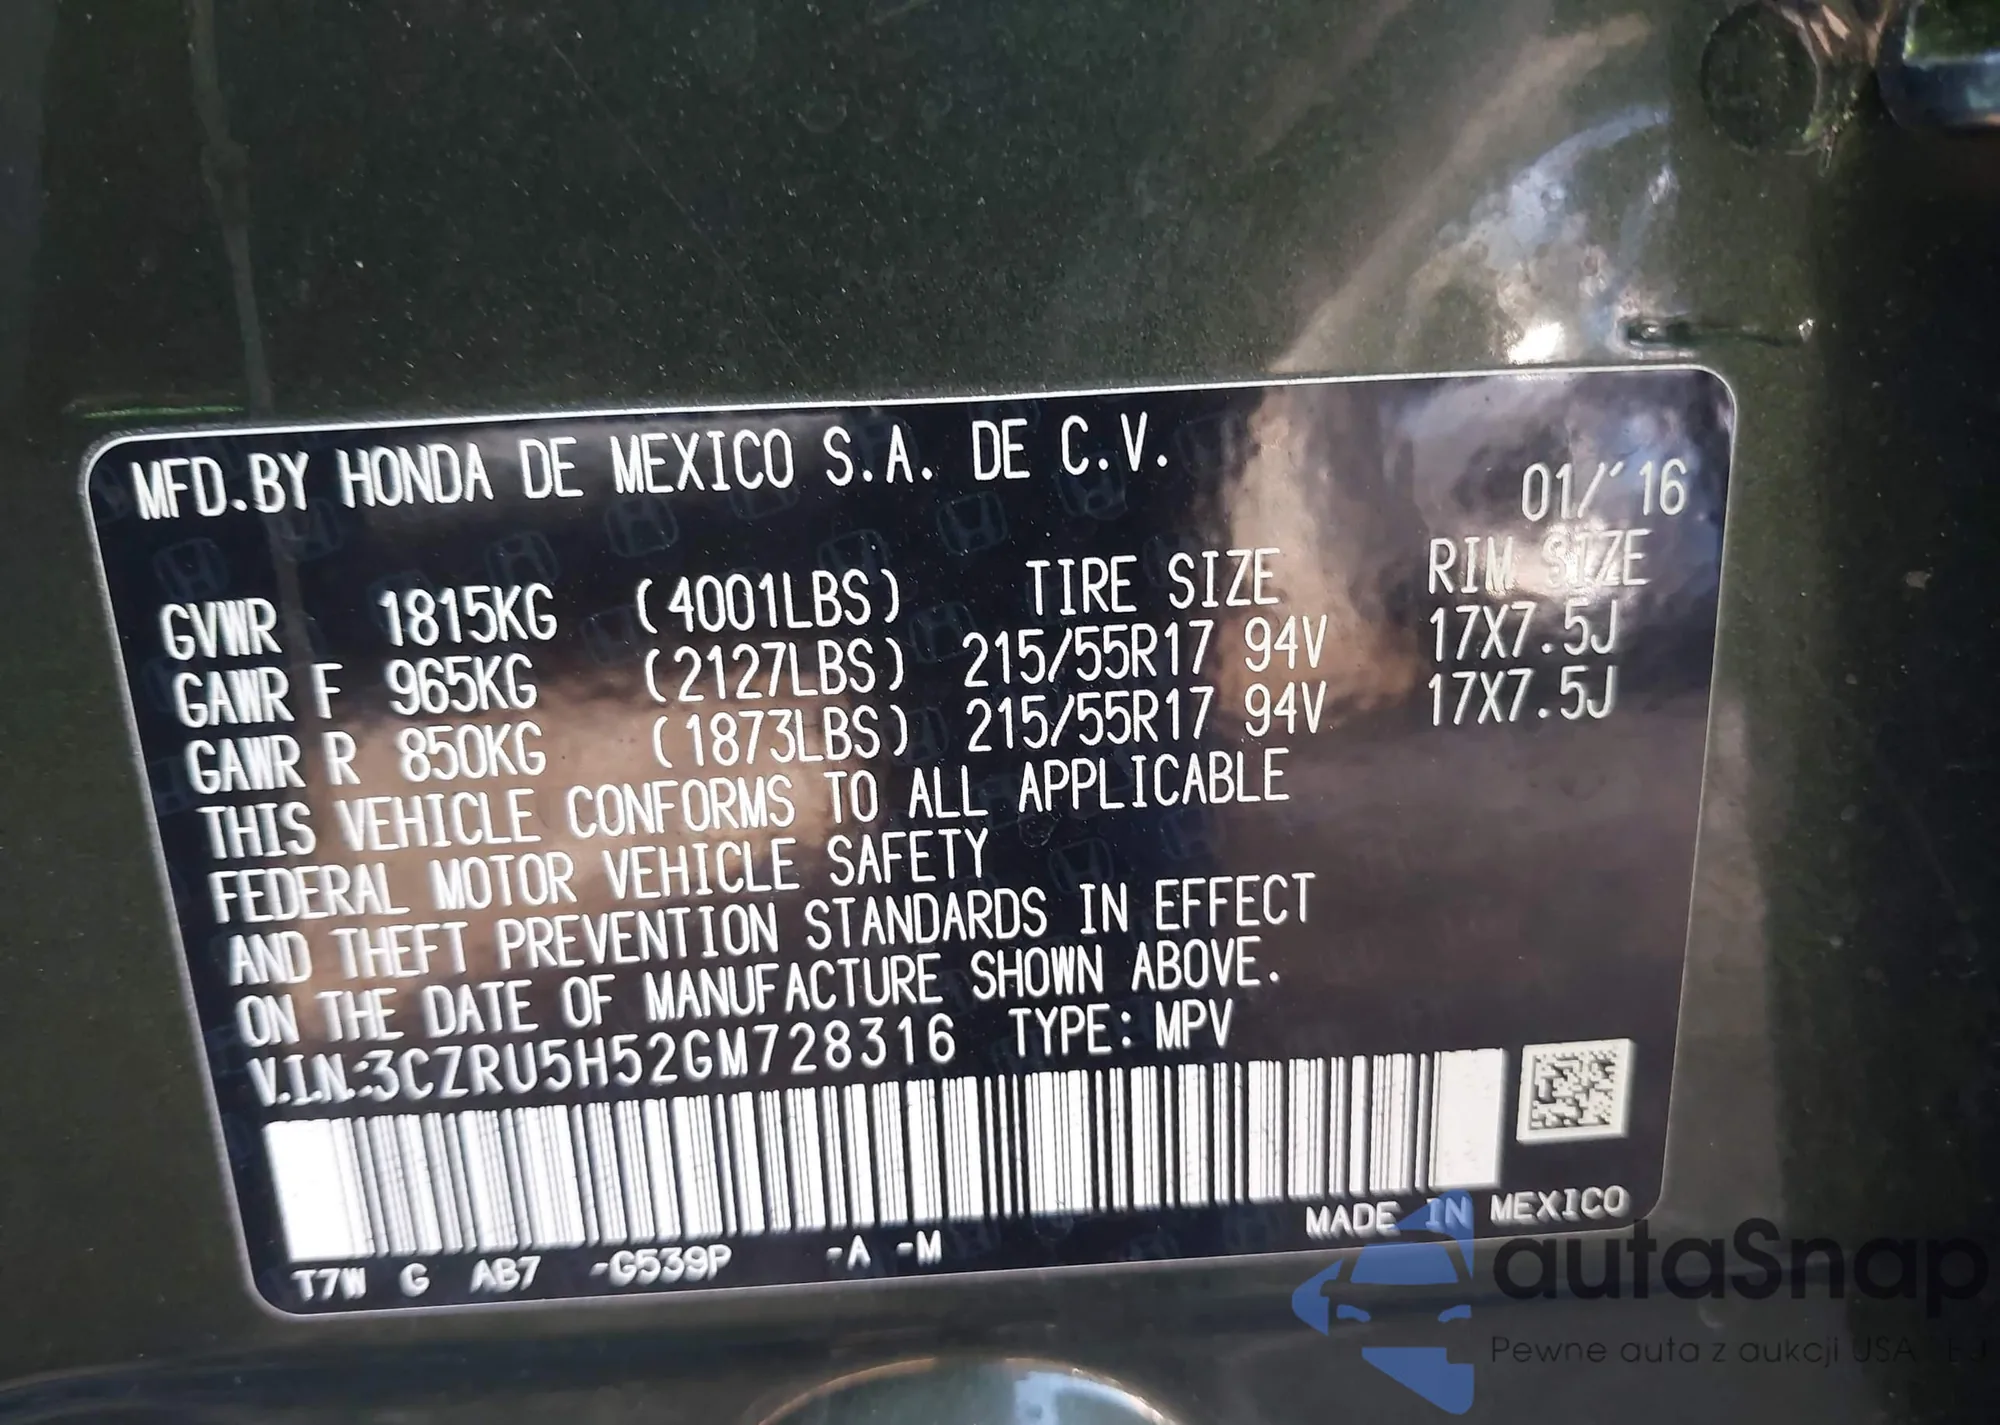 MFD.BY HONDA DE MEXICO S.A. DE C.V.
01/'16
TIRE SIZE RIM SIZE
GVWR 1815KG (4001LBS)
GAWR F 965KG (2127LBS) 215/55R17 94V 17X7.5J
GAWR R 850KG (1873LBS) 215/55R17 94V 17X7.5J
THIS VEHICLE CONFORMS TO ALL APPLICABLE
FEDERAL MOTOR VEHICLE SAFETY
AND THEFT PREVENTION STANDARDS IN EFFECT
ON THE DATE OF MANUFACTURE SHOWN ABOVE.
V.I.N.:3CZRU5H52GM728316 TYPE: MPV
MADE IN MEXICO
T7W G AB7 -G539P -A -M
autaSnap
Pewne auta z aukcji USA